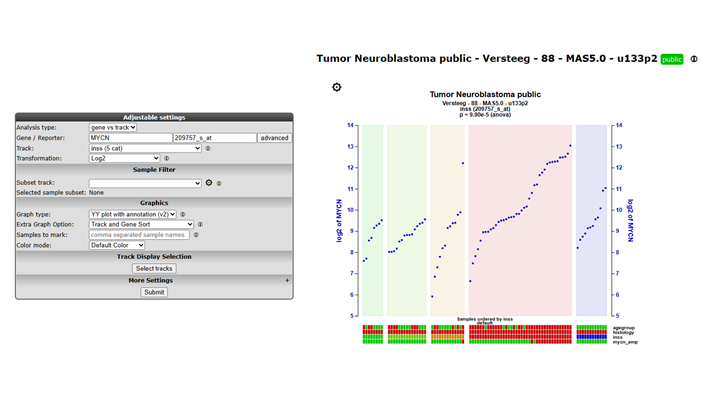 Tumor Neuroblastoma public - Versteeg - 88 - MAS5.0 - u133p2 public
Adjustable settings
Analysis type: gene vs track
Gene / Reporter: MYCN 209757_s_at advanced
Track: inss (5 cat)
Transformation: Log2
Sample Filter
Subset track:
Selected sample subset: None
Graphics
Graph type: YY plot with annotation (v2)
Extra Graph Option: Track and Gene Sort
Samples to mark: comma separated sample names
Color mode: Default Color
Track Display Selection
Select tracks
More Settings +
Submit
Tumor Neuroblastoma public
Versteeg - 88 - MAS5.0 - u133p2
inss (209757_s_at)
p = 9.90e-5 (anova)
14 14
13 13
12 12
11 11
10 10
9 9
8 8
7 7
6 6
5 5
log2 of MYCN
log2 of MYCN
Samples ordered by inss
default
agegroup
histology
inss
mycn_amp